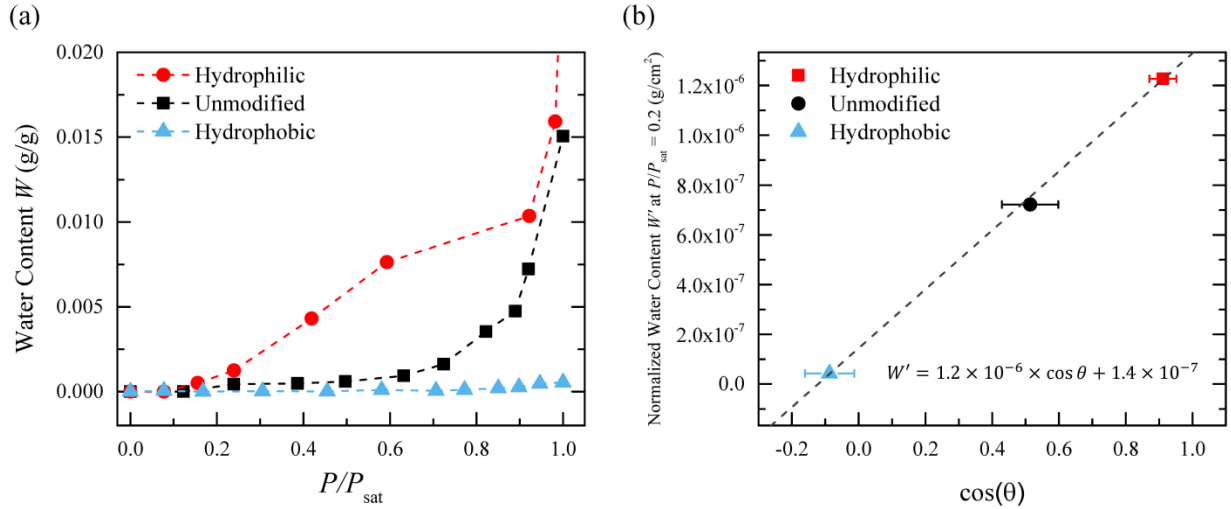 (a)
Water Content W (g/g)
0.020
0.015
0.010
0.005
0.000
Hydrophilic
Unmodified
Hydrophobic
0.0 0.2 0.4 0.6 0.8 1.0
P/Psat
(b)
Normalized Water Content W' at P/Psat = 0.2 (g/cm²)
1.2x10⁻⁶
1.0x10⁻⁶
8.0x10⁻⁷
6.0x10⁻⁷
4.0x10⁻⁷
2.0x10⁻⁷
0.0
Hydrophilic
Unmodified
Hydrophobic
W′ = 1.2 × 10⁻⁶ × cos θ + 1.4 × 10⁻⁷
-0.2 0.0 0.2 0.4 0.6 0.8 1.0
cos(θ)